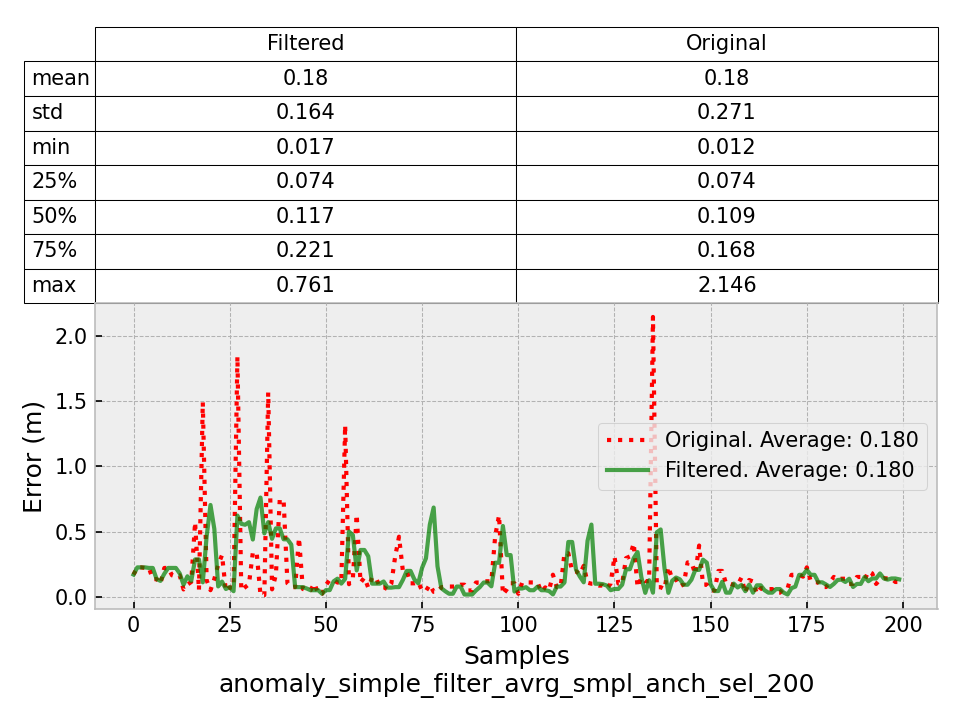 Filtered Original
mean 0.18 0.18
std 0.164 0.271
min 0.017 0.012
25% 0.074 0.074
50% 0.117 0.109
75% 0.221 0.168
max 0.761 2.146
2.0
1.5
1.0
0.5
0.0
Error (m)
Original. Average: 0.180
Filtered. Average: 0.180
0 25 50 75 100 125 150 175 200
Samples
anomaly_simple_filter_avrg_smpl_anch_sel_200